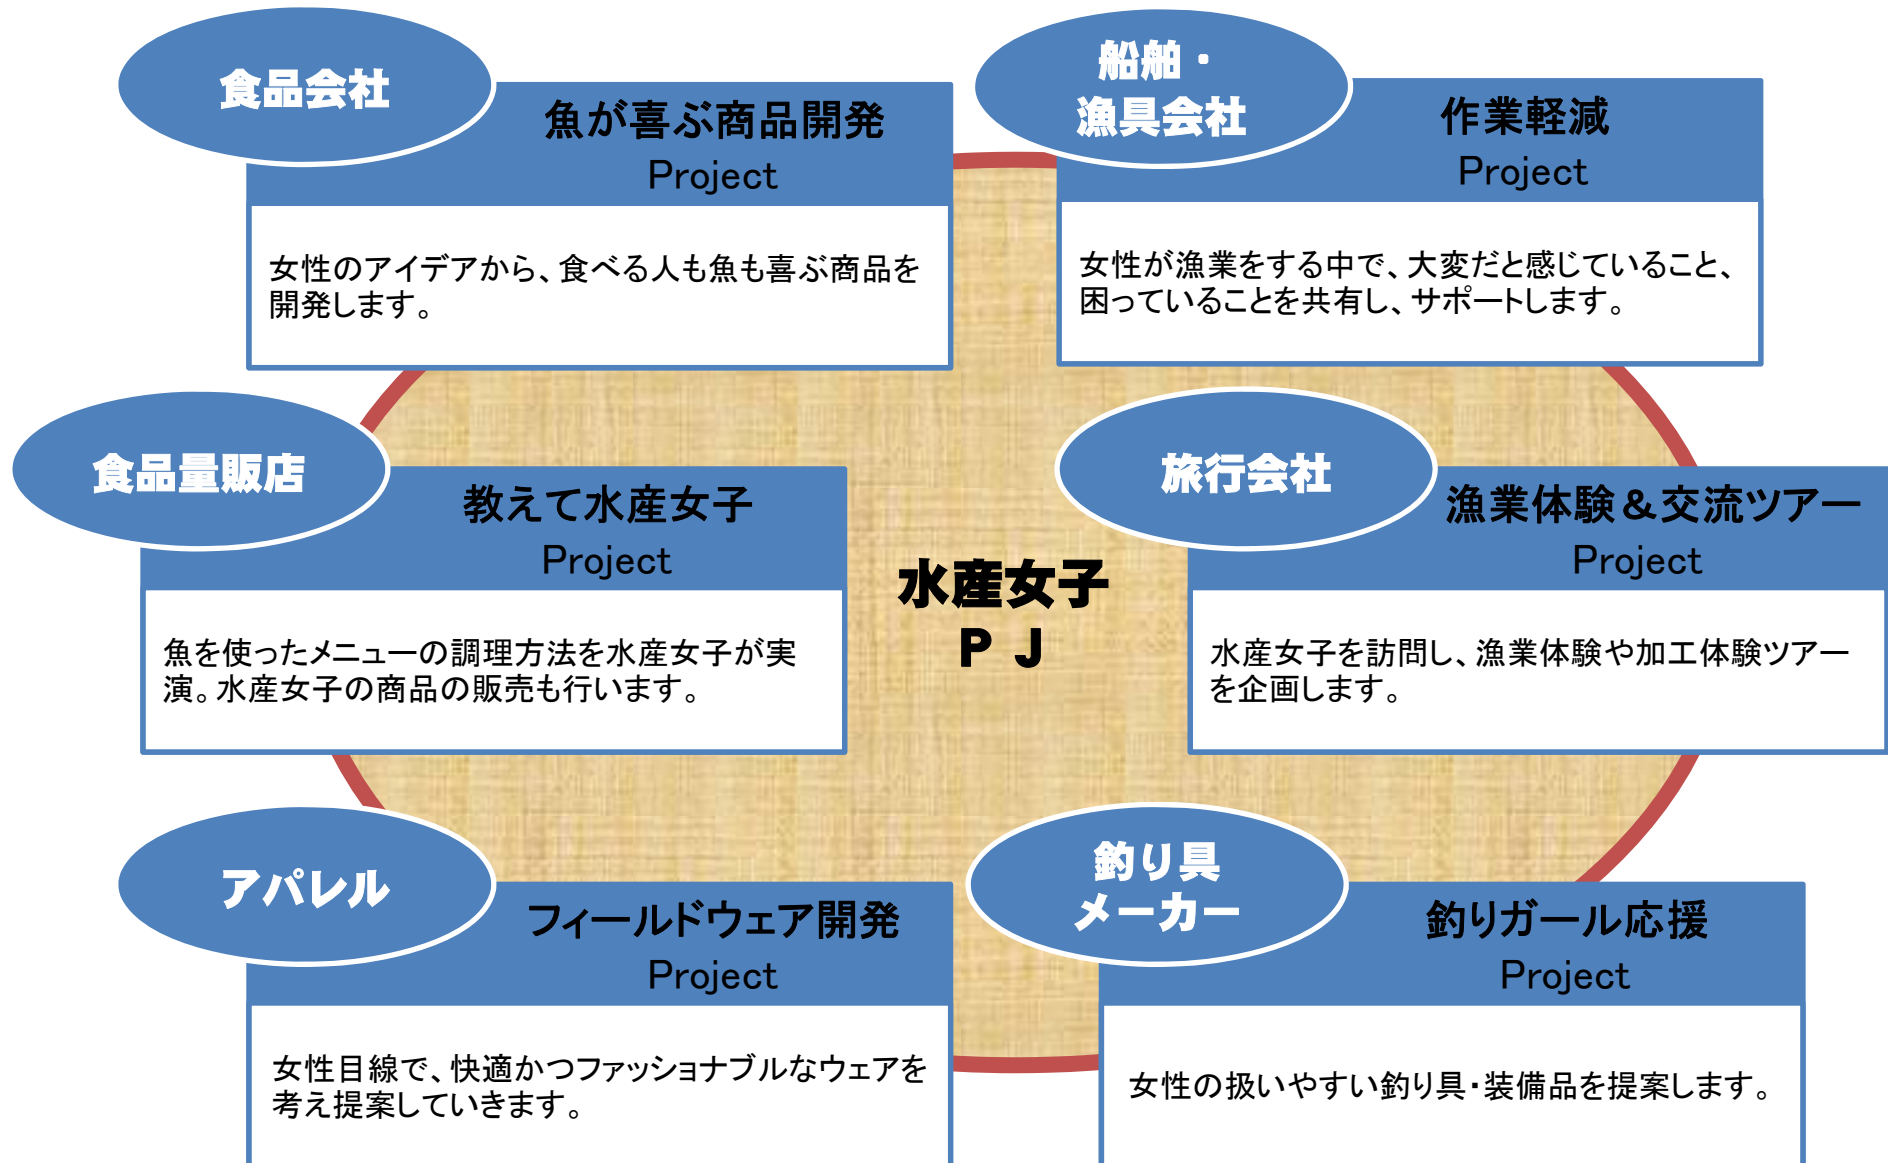 食品会社
魚が喜ぶ商品開発
Project
女性のアイデアから、食べる人も魚も喜ぶ商品を
開発します。
船舶・
漁具会社
作業軽減
Project
女性が漁業をする中で、大変だと感じていること、
困っていることを共有し、サポートします。
食品量販店
教えて水産女子
Project
魚を使ったメニューの調理方法を水産女子が実
演。水産女子の商品の販売も行います。
水産女子
PJ
旅行会社
漁業体験&交流ツアー
Project
水産女子を訪問し、漁業体験や加工体験ツアー
を企画します。
アパレル
フィールドウェア開発
Project
女性目線で、快適かつファッショナブルなウェアを
考え提案していきます。
釣り具
メーカー
釣りガール応援
Project
女性の扱いやすい釣り具・装備品を提案します。